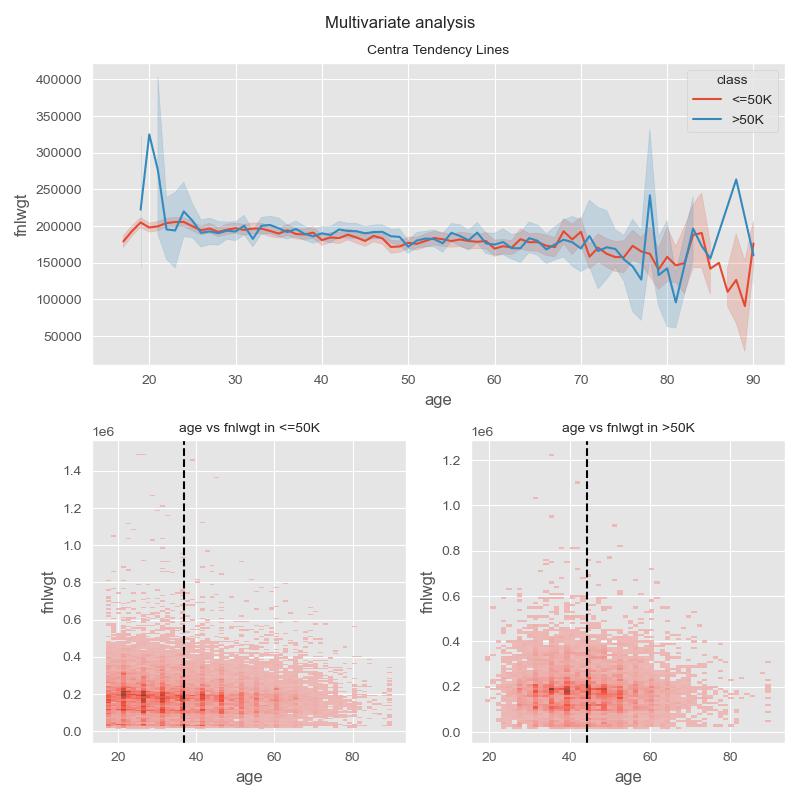 Multivariate analysis
Centra Tendency Lines
fnlwgt
400000
350000
300000
250000
200000
150000
100000
50000
class
<=50K
>50K
20 30 40 50 60 70 80 90
age
age vs fnlwgt in <=50K
1e6
fnlwgt
1.4
1.2
1.0
0.8
0.6
0.4
0.2
0.0
20 40 60 80
age
age vs fnlwgt in >50K
1e6
fnlwgt
1.2
1.0
0.8
0.6
0.4
0.2
0.0
20 40 60 80
age